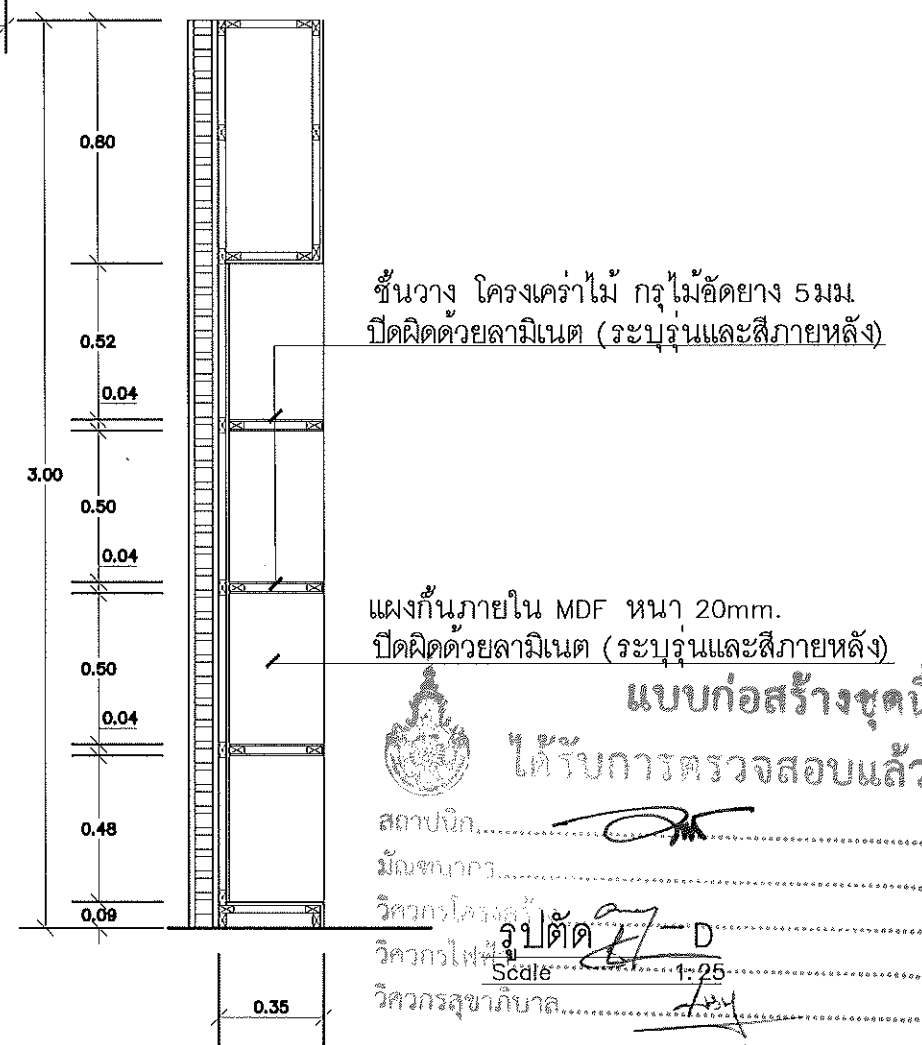 0.80
ชั้นวาง โครงเคร่าไม้ กรุไม้อัดยาง 5มม.
ปิดผิดด้วยลามิเนต (ระบุรุ่นและสีภายหลัง)
0.52
0.04
3.00
0.50
0.04
แผงกั้นภายใน MDF หนา 20mm.
ปิดผิดด้วยลามิเนต (ระบุรุ่นและสีภายหลัง)
0.50
0.04
แบบก่อสร้างชุดนี้
ได้รับการตรวจสอบแล้ว
0.48
สถาปนิก
มัณฑนากร
0.09
วิศวกรโครงสร้าง
รูปตัด - D
วิศวกรไฟฟ้า
Scale 1:25
วิศวกรสุขาภิบาล
0.35